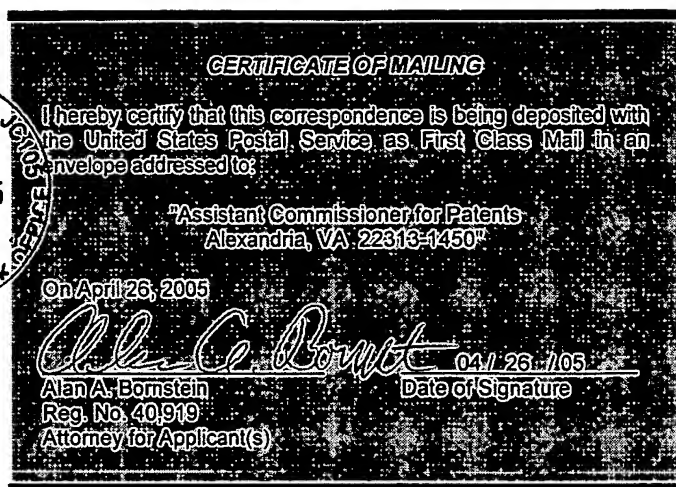 CERTIFICATE OF MAILING
I hereby certify that this correspondence is being deposited with
the United States Postal Service as First Class Mail in an
envelope addressed to:
"Assistant Commissioner for Patents
Alexandria, VA 22313-1450"
On April 26, 2005
04 / 26 / 05
Alan A. Bornstein
Date of Signature
Reg. No. 40,919
Attorney for Applicant(s)
OFFICE